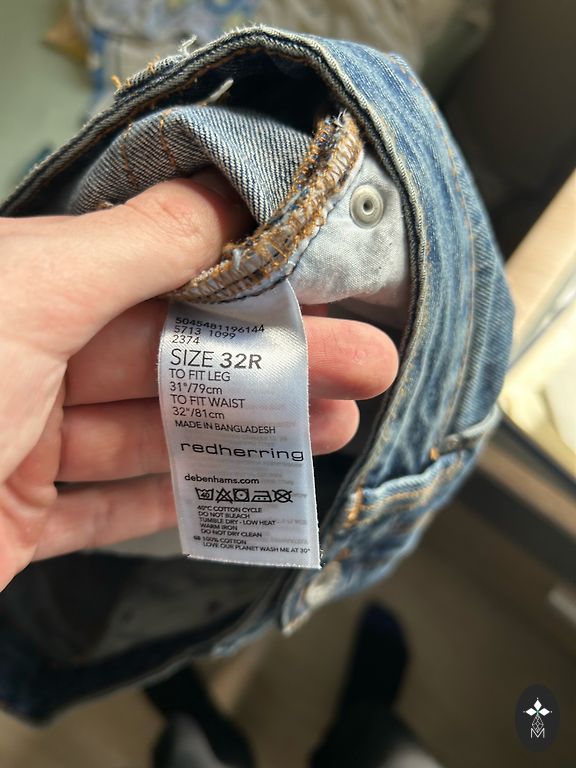 5045481196144
5713 1099
2374
SIZE 32R
TO FIT LEG
31"/79cm
TO FIT WAIST
32"/81cm
MADE IN BANGLADESH
redherring
debenhams.com
40
40°C COTTON CYCLE
DO NOT BLEACH
TUMBLE DRY - LOW HEAT
WARM IRON
DO NOT DRY CLEAN
GB 100% COTTON
LOVE OUR PLANET WASH ME AT 30°
M